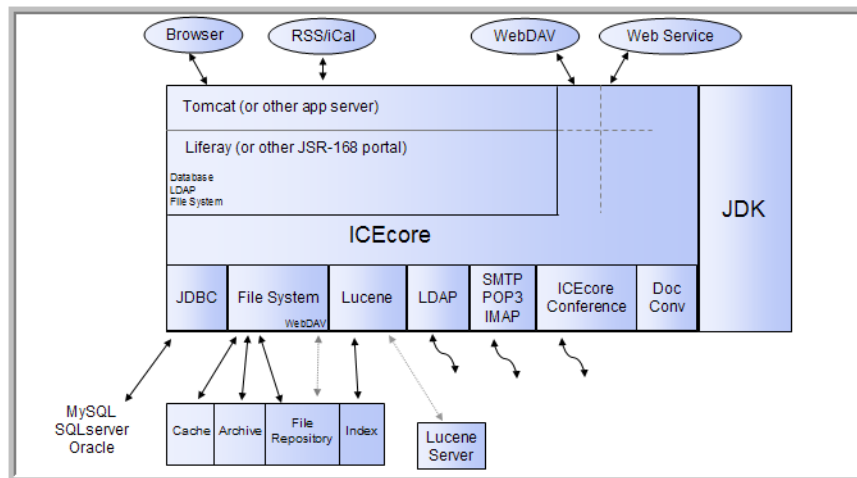 Browser
RSS/iCal
WebDAV
Web Service
Tomcat (or other app server)
Liferay (or other JSR-168 portal)
Database
LDAP
File System
ICEcore
JDK
JDBC
File System
WebDAV
Lucene
LDAP
SMTP
POP3
IMAP
ICEcore
Conference
Doc
Conv
MySQL
SQLserver
Oracle
Cache
Archive
File
Repository
Index
Lucene
Server